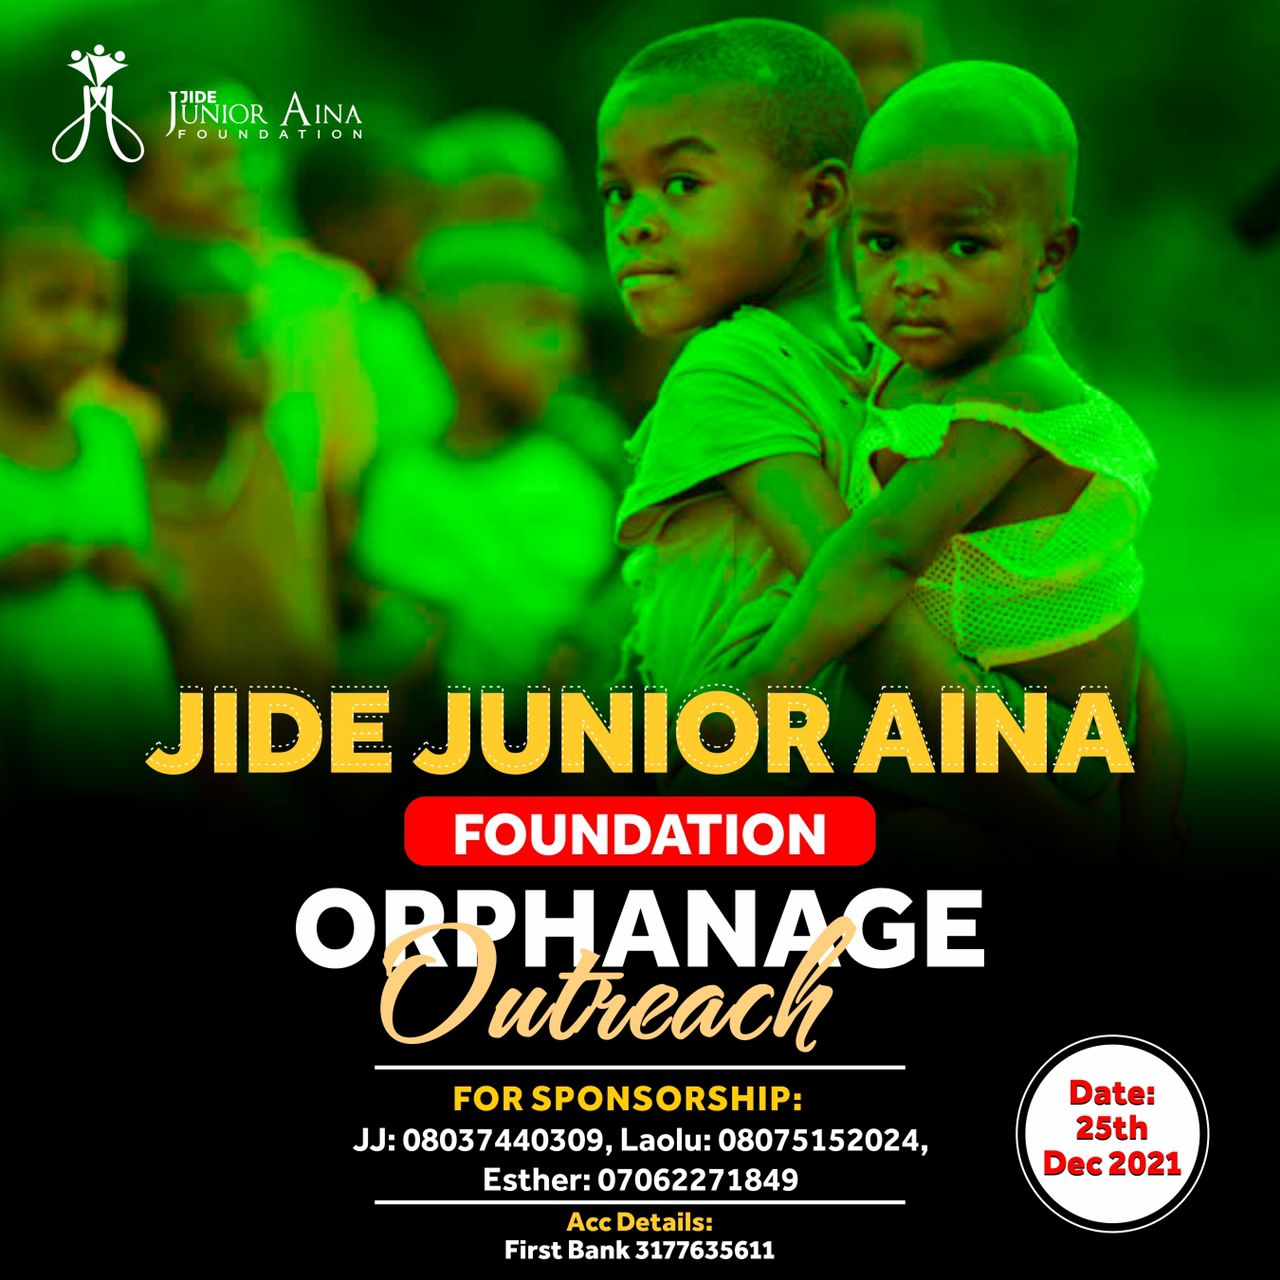 JIDE
JUNIOR AINA
FOUNDATION
JIDE JUNIOR AINA
FOUNDATION
ORPHANAGE
Outreach
FOR SPONSORSHIP:
JJ: 08037440309, Laolu: 08075152024,
Esther: 07062271849
Acc Details:
First Bank 3177635611
Date:
25th
Dec 2021